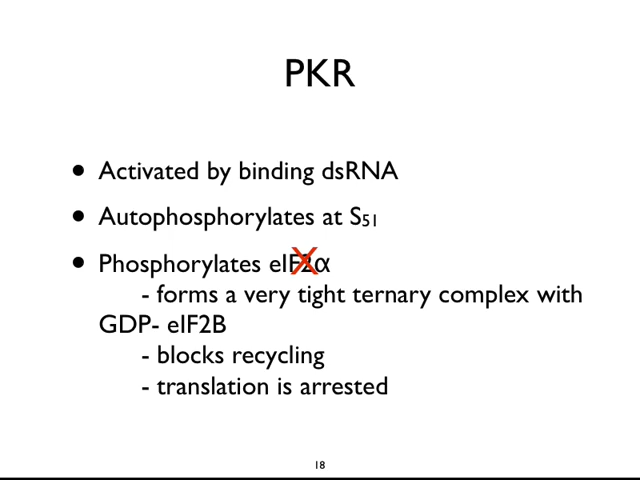 PKR
• Activated by binding dsRNA
• Autophosphorylates at S51
• Phosphorylates eIF2α
- forms a very tight ternary complex with
GDP- eIF2B
- blocks recycling
- translation is arrested
18